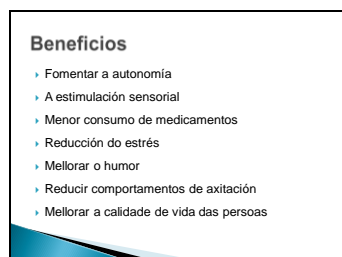 Beneficios
Fomentar a autonomía
A estimulación sensorial
Menor consumo de medicamentos
Reducción do estrés
Mellorar o humor
Reducir comportamentos de axitación
Mellorar a calidade de vida das persoas